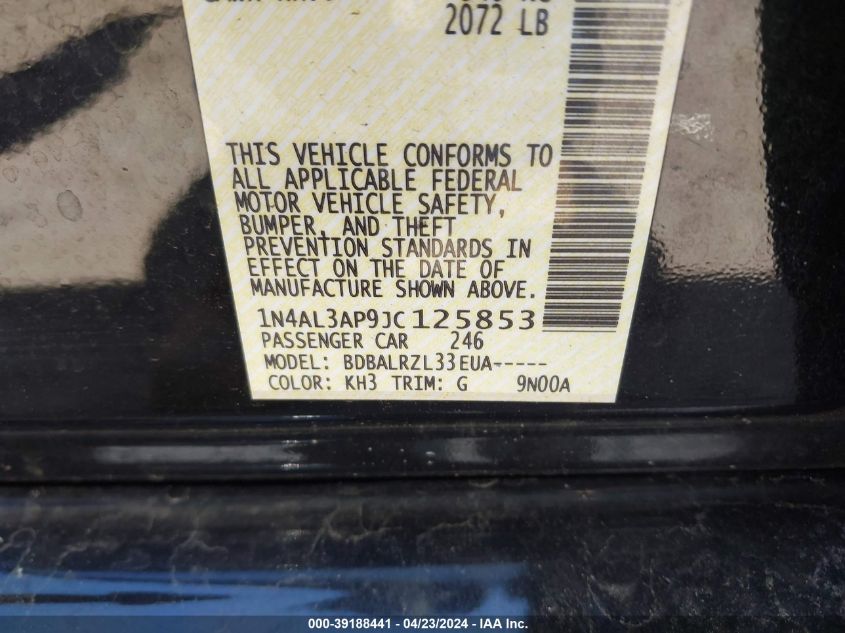 2072 LB
THIS VEHICLE CONFORMS TO
ALL APPLICABLE FEDERAL
MOTOR VEHICLE SAFETY,
BUMPER, AND THEFT
PREVENTION STANDARDS IN
EFFECT ON THE DATE OF
MANUFACTURE SHOWN ABOVE.
1N4AL3AP9JC125853
PASSENGER CAR 246
MODEL: BDBALRZL33EUA-----
COLOR: KH3 TRIM: G 9N00A
000-39188441 - 04/23/2024 - IAA Inc.